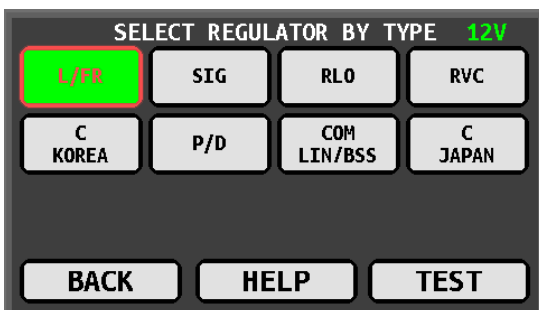 SELECT REGULATOR BY TYPE 12V
L/FR SIG RLO RVC
C KOREA P/D COM LIN/BSS C JAPAN
BACK HELP TEST